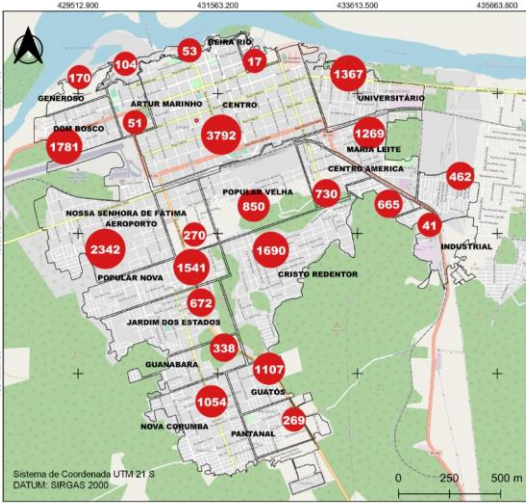 429512.900 431563.200 433613.500 435663.800
BEIRA RIO
53
17
104
170
1367
GENEROSO
ARTUR MARINHO
CENTRO
UNIVERSITÁRIO
DOM BOSCO
51
3792
1269
1781
MARIA LEITE
CENTRO AMERICA
462
POPULAR VELHA
730
850
665
NOSSA SENHORA DE FÁTIMA
AEROPORTO
270
41
2342
1690
INDUSTRIAL
1541
POPULAR NOVA
CRISTO REDENTOR
672
JARDIM DOS ESTADOS
338
GUANABARA
1107
GUATÓS
1054
269
NOVA CORUMBÁ
PANTANAL
Sistema de Coordenada UTM 21 S
DATUM: SIRGAS 2000
0 250 500 m